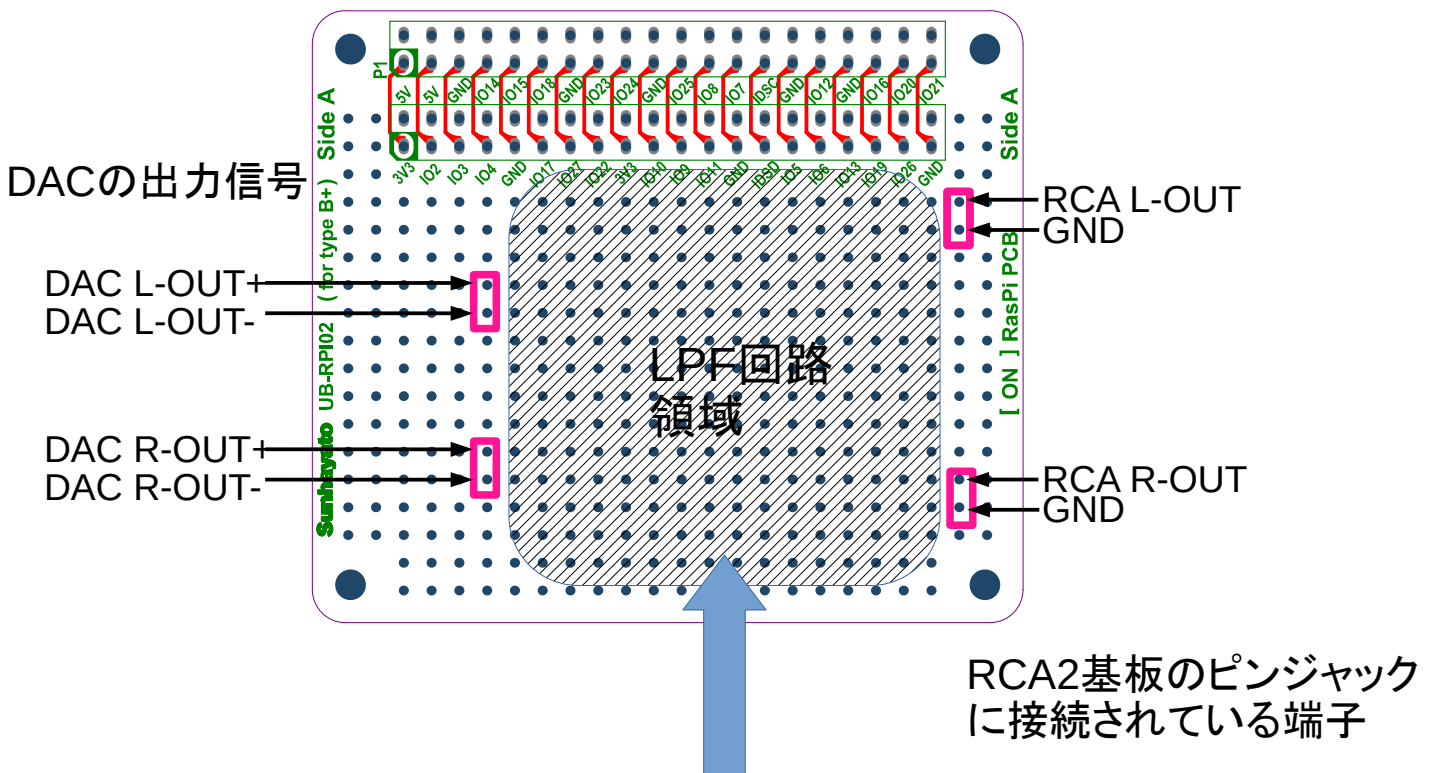 P1
5V 5V GND IO14 IO15 IO18 GND IO23 IO24 GND IO25 IO8 IO7 IDSC GND IO12 GND IO16 IO20 IO21
3V3 IO2 IO3 IO4 GND IO17 IO27 IO22 3V3 IO10 IO9 IO11 GND IDSD IO5 IO6 IO13 IO19 IO26 GND
Sunhayato UB-RPI02 ( for type B+) Side A
[ ON ] RasPi PCB Side A
DACの出力信号
RCA L-OUT
GND
DAC L-OUT+
DAC L-OUT-
LPF回路
領域
DAC R-OUT+
DAC R-OUT-
RCA R-OUT
GND
RCA2基板のピンジャック
に接続されている端子